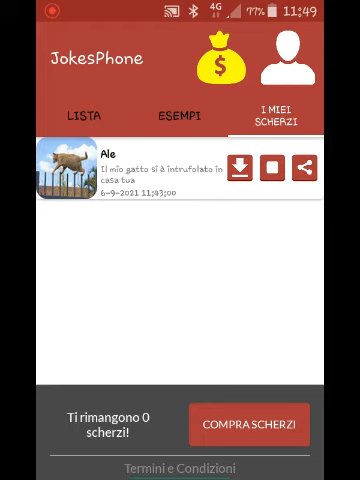 4G 77% 11:49
JokesPhone
$
LISTA
ESEMPI
I MIEI
SCHERZI
Ale
Il mio gatto si è intrufolato in
casa tua
6-9-2021 11:43:00
Ti rimangono 0
scherzi!
COMPRA SCHERZI
Termini e Condizioni